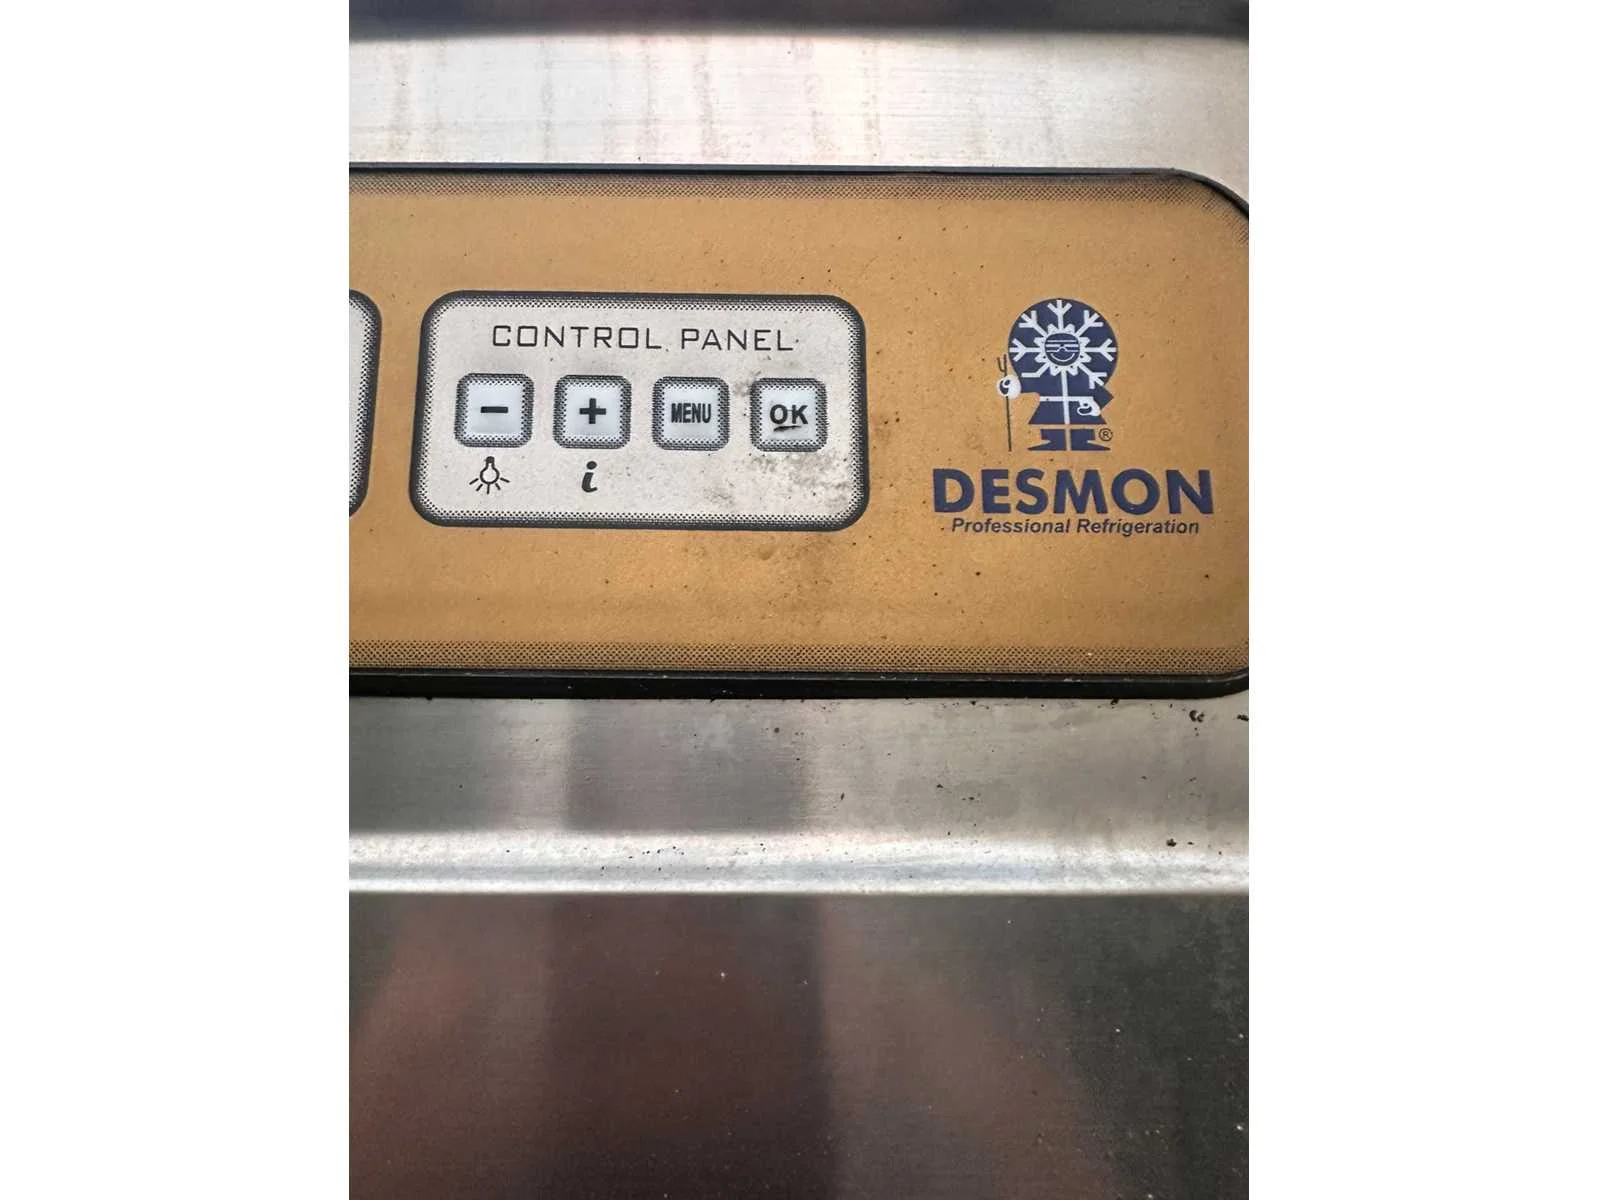 CONTROL PANEL
- + MENU OK
i
®
DESMON
Professional Refrigeration